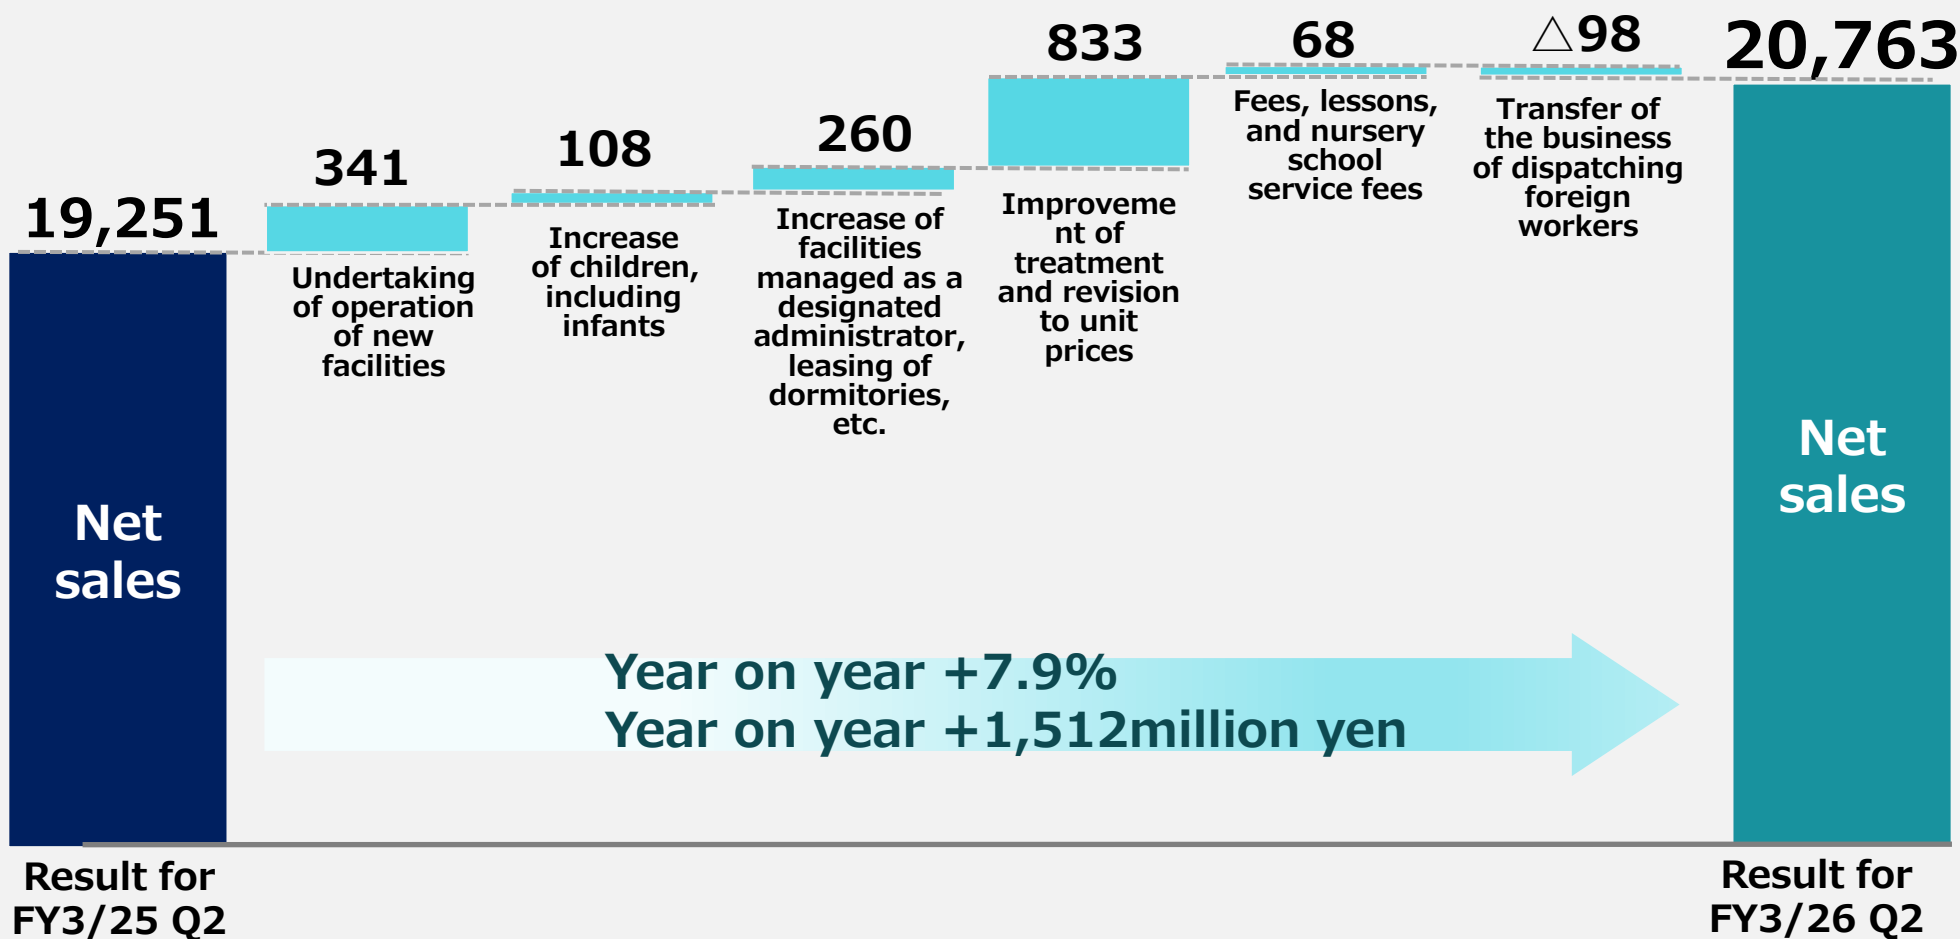 19,251
Net
sales
Result for
FY3/25 Q2
341
Undertaking
of operation
of new
facilities
108
Increase
of children,
including
infants
260
Increase of
facilities
managed as a
designated
administrator,
leasing of
dormitories,
etc.
833
Improveme
nt of
treatment
and revision
to unit
prices
68
Fees, lessons,
and nursery
school
service fees
△98
Transfer of
the business
of dispatching
foreign
workers
20,763
Net
sales
Result for
FY3/26 Q2
Year on year +7.9%
Year on year +1,512million yen